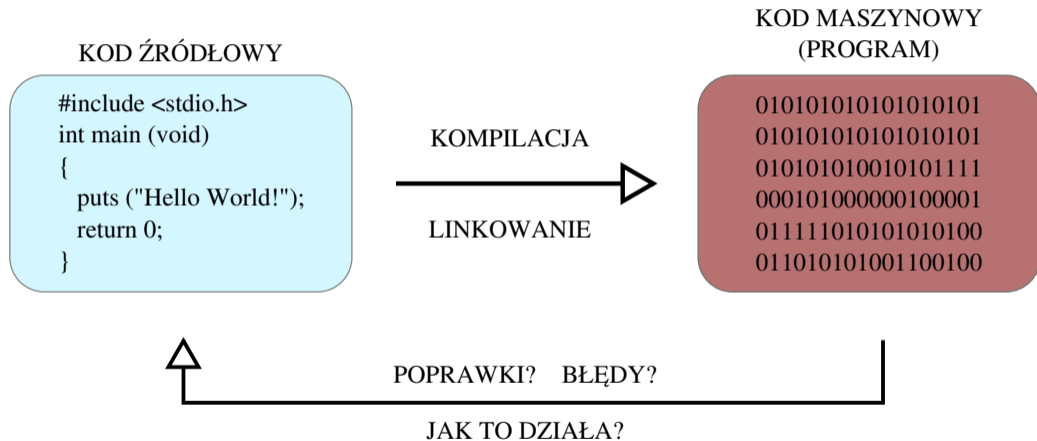 KOD ŹRÓDŁOWY
#include <stdio.h>
int main (void)
{
puts ("Hello World!");
return 0;
}
KOMPILACJA
LINKOWANIE
KOD MASZYNOWY
(PROGRAM)
010101010101010101
010101010101010101
010101010010101111
000101000000100001
011111010101010100
011010101001100100
POPRAWKI? BŁĘDY?
JAK TO DZIAŁA?